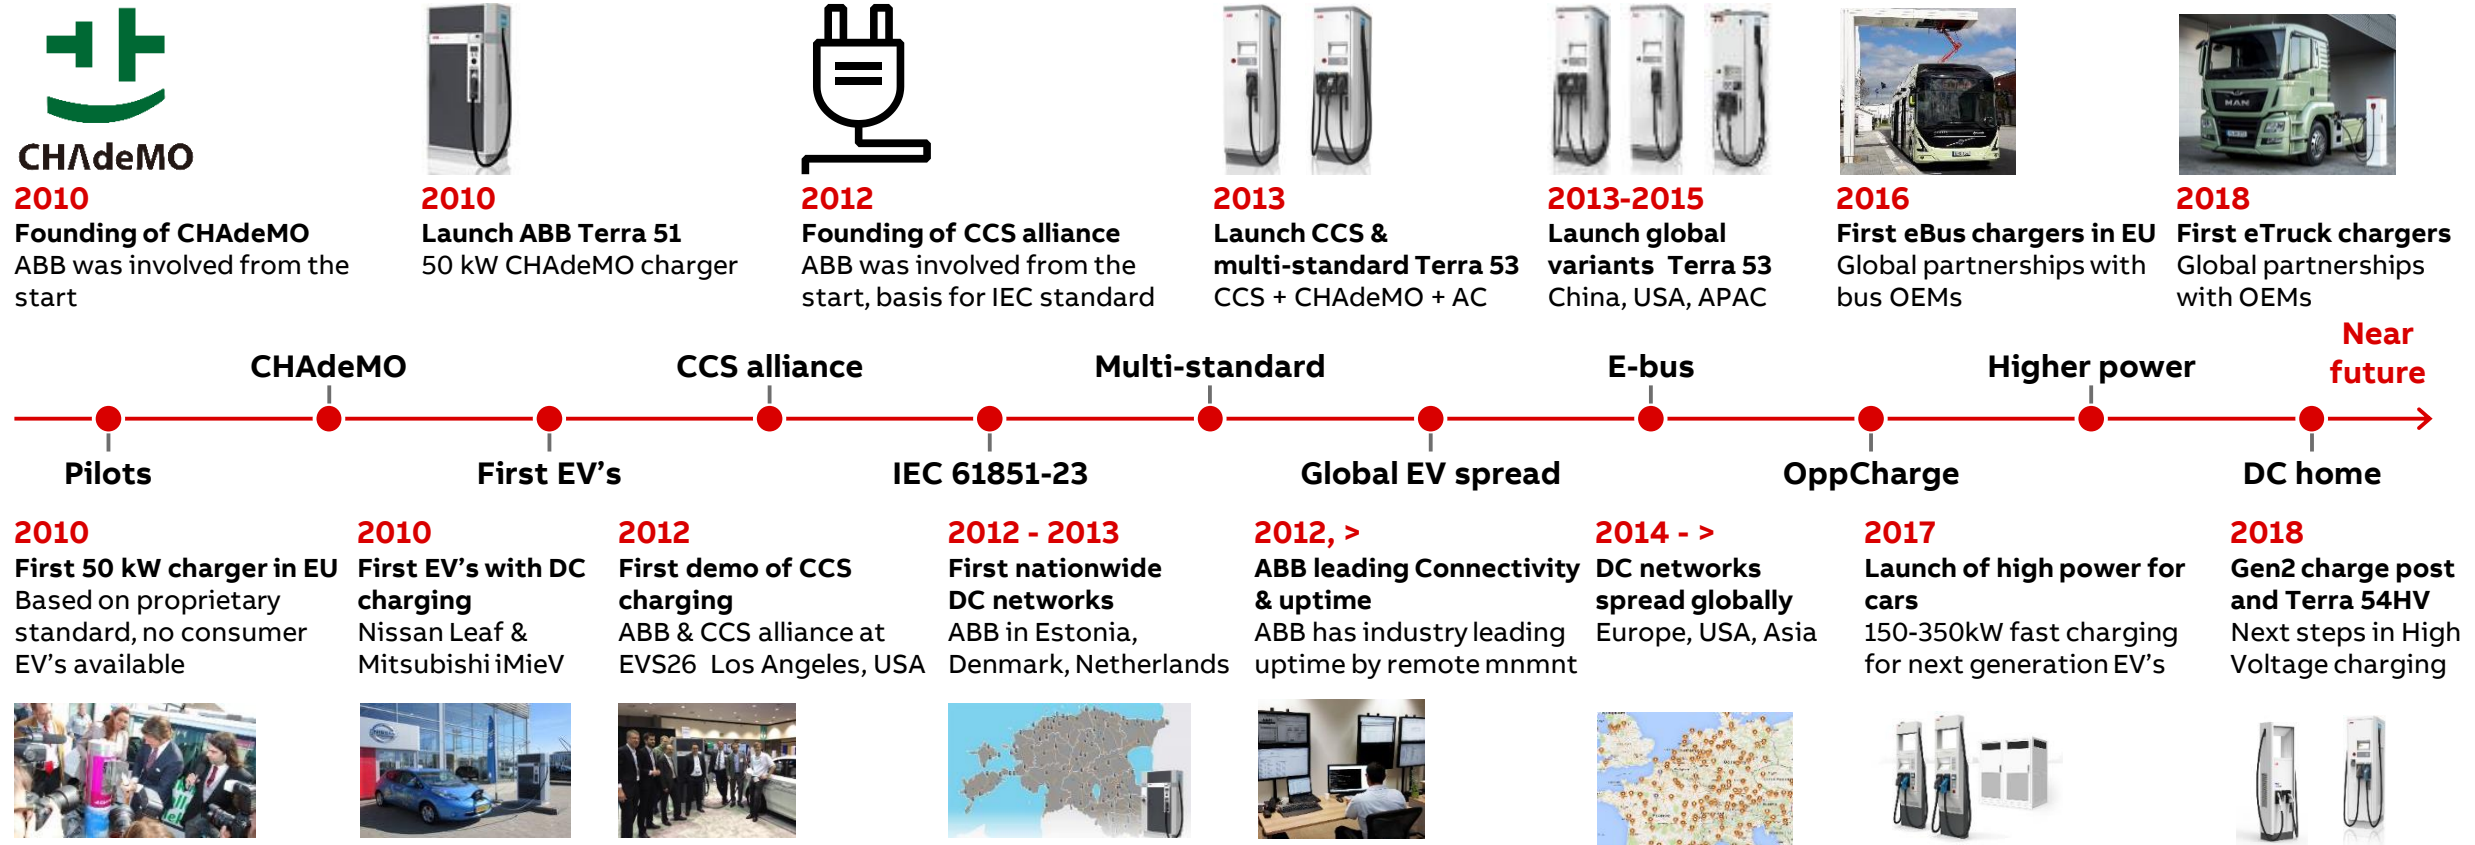 CHAdeMO
2010
Founding of CHAdeMO
ABB was involved from the
start
2010
Launch ABB Terra 51
50 kW CHAdeMO charger
2012
Founding of CCS alliance
ABB was involved from the
start, basis for IEC standard
2013
Launch CCS &
multi-standard Terra 53
CCS + CHAdeMO + AC
2013-2015
Launch global
variants Terra 53
China, USA, APAC
2016
First eBus chargers in EU
Global partnerships with
bus OEMs
MAN
2018
First eTruck chargers
Global partnerships
with OEMs
Near
future
CHAdeMO
CCS alliance
Multi-standard
E-bus
Higher power
Pilots
First EV's
IEC 61851-23
Global EV spread
OppCharge
DC home
2010
First 50 kW charger in EU
Based on proprietary
standard, no consumer
EV's available
2010
First EV's with DC
charging
Nissan Leaf &
Mitsubishi iMieV
2012
First demo of CCS
charging
ABB & CCS alliance at
EVS26 Los Angeles, USA
2012 - 2013
First nationwide
DC networks
ABB in Estonia,
Denmark, Netherlands
2012, >
ABB leading Connectivity
& uptime
ABB has industry leading
uptime by remote mnmnt
2014 - >
DC networks
spread globally
Europe, USA, Asia
2017
Launch of high power for
cars
150-350kW fast charging
for next generation EV's
2018
Gen2 charge post
and Terra 54HV
Next steps in High
Voltage charging